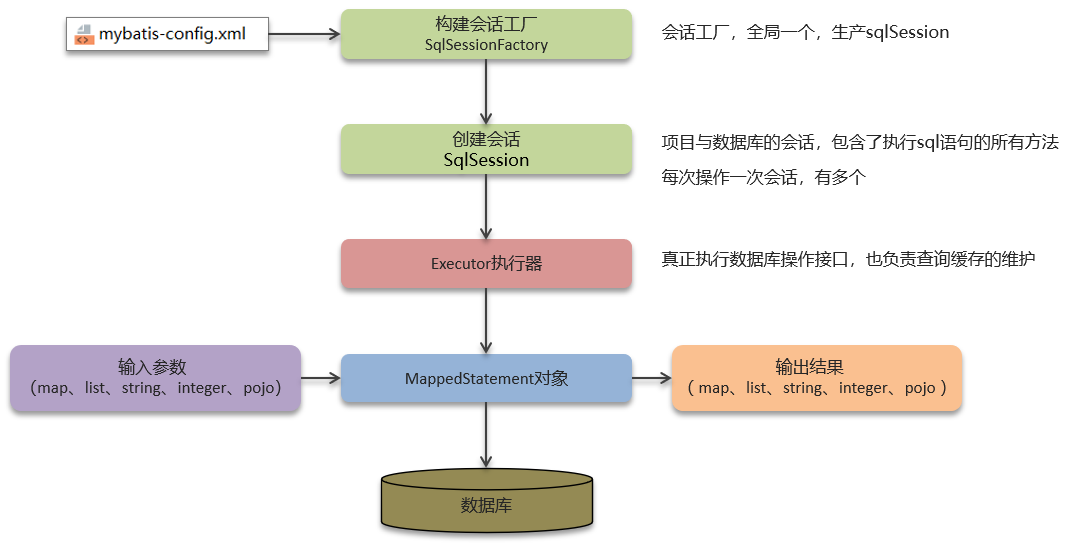 mybatis-config.xml
构建会话工厂
SqlSessionFactory
会话工厂，全局一个，生产sqlSession
创建会话
SqlSession
项目与数据库的会话，包含了执行sql语句的所有方法
每次操作一次会话，有多个
Executor执行器
真正执行数据库操作接口，也负责查询缓存的维护
输入参数
（map、list、string、integer、pojo）
MappedStatement对象
输出结果
（ map、list、string、integer、pojo ）
数据库